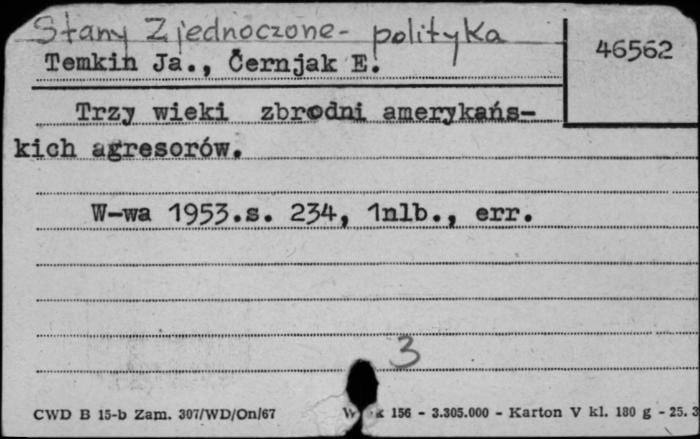 Stany Zjednoczone - polityka
46562
Temkin Ja., Černjak E.
Trzy wieki zbrodni amerykańs-
kich agresorów.
W-wa 1953.s. 234, 1nlb., err.
3
CWD B 15-b Zam. 307/WD/On/67
156 - 3.305.000 - Karton V kl. 180 g - 25.3